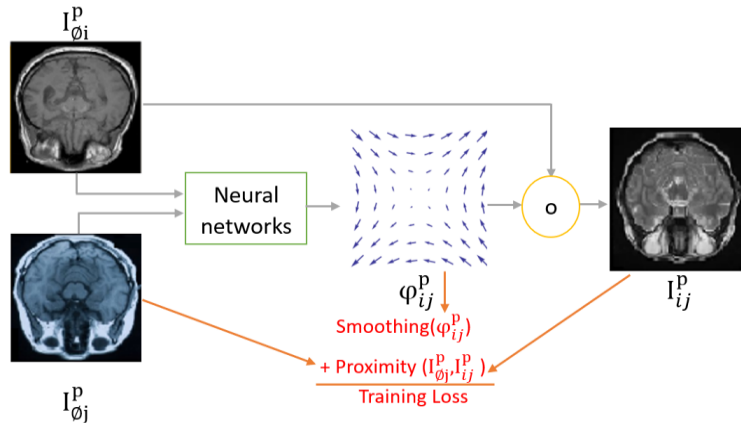 I^p_∅i
Neural
networks
o
φ^p_ij
I^p_ij
Smoothing(φ^p_ij)
+ Proximity (I^p_∅j,I^p_ij )
Training Loss
I^p_∅j